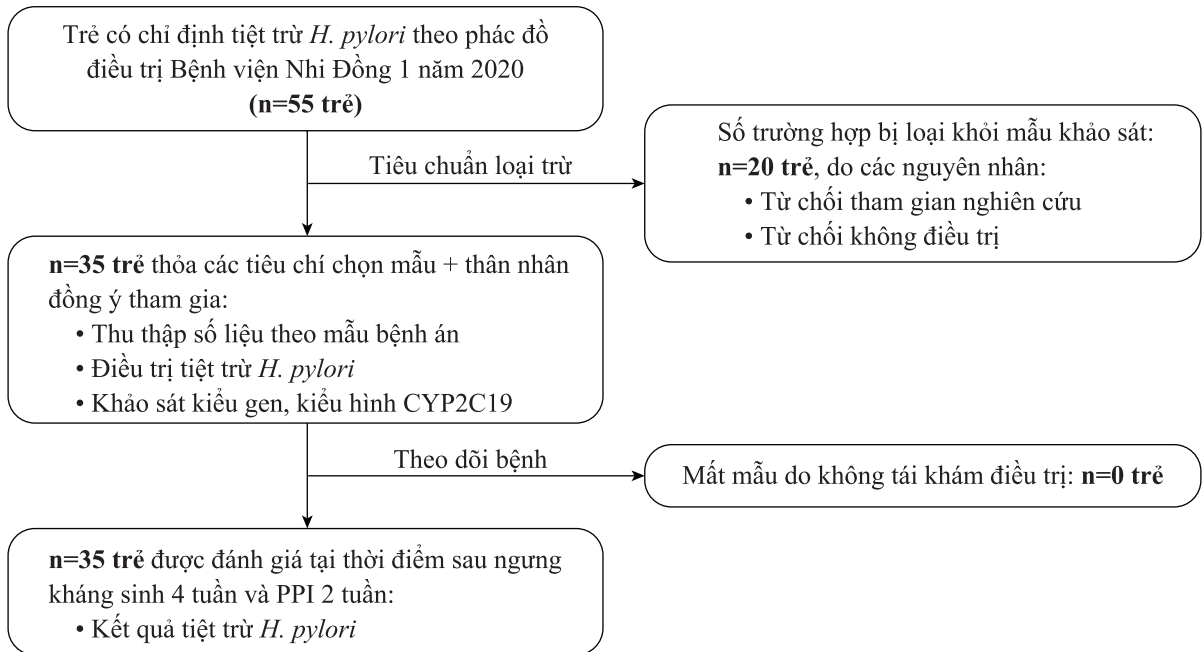 Trẻ có chỉ định tiệt trừ H. pylori theo phác đồ
điều trị Bệnh viện Nhi Đồng 1 năm 2020
(n=55 trẻ)
Tiêu chuẩn loại trừ
Số trường hợp bị loại khỏi mẫu khảo sát:
n=20 trẻ, do các nguyên nhân:
• Từ chối tham gian nghiên cứu
• Từ chối không điều trị
n=35 trẻ thỏa các tiêu chí chọn mẫu + thân nhân
đồng ý tham gia:
• Thu thập số liệu theo mẫu bệnh án
• Điều trị tiệt trừ H. pylori
• Khảo sát kiểu gen, kiểu hình CYP2C19
Theo dõi bệnh
Mất mẫu do không tái khám điều trị: n=0 trẻ
n=35 trẻ được đánh giá tại thời điểm sau ngưng
kháng sinh 4 tuần và PPI 2 tuần:
• Kết quả tiệt trừ H. pylori